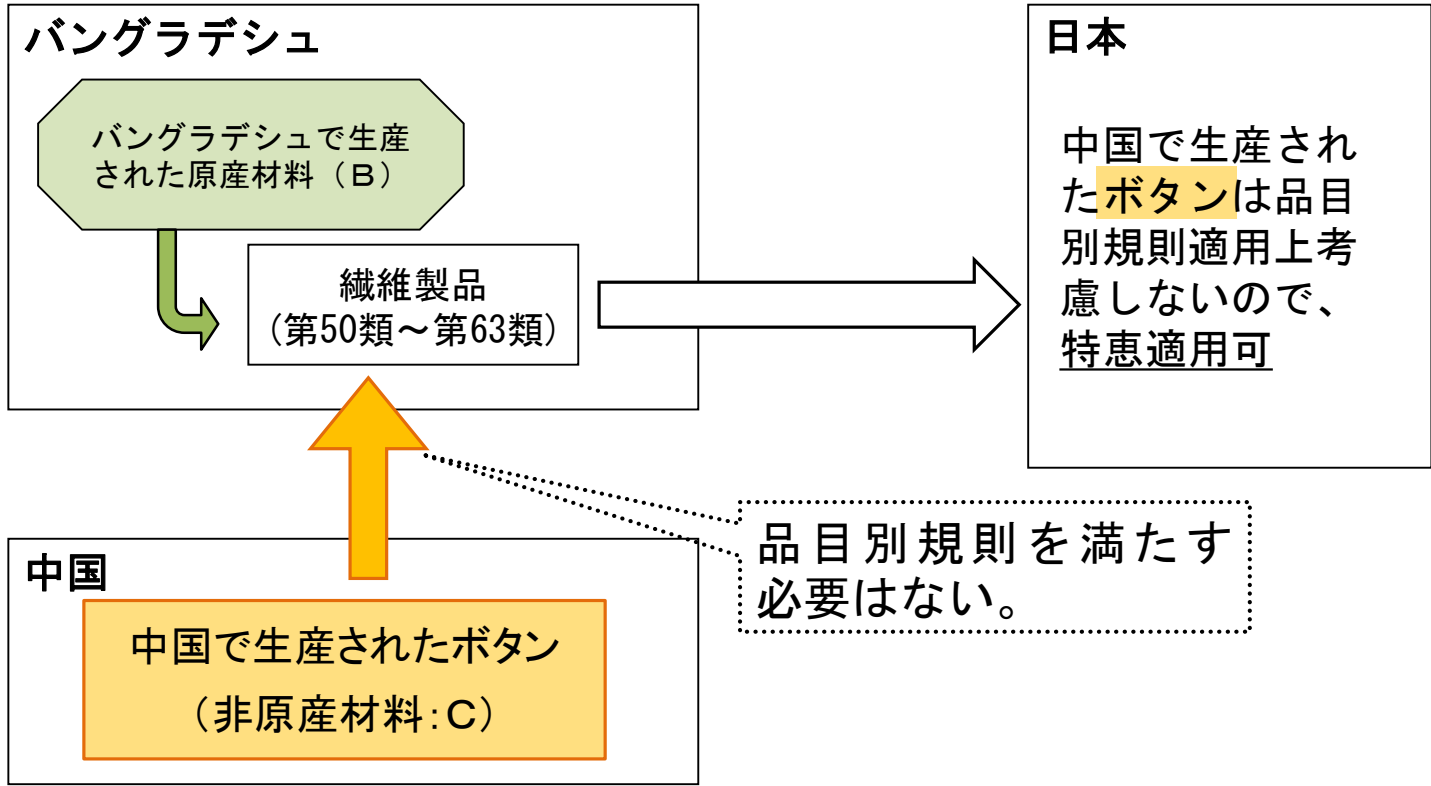 バングラデシュ
バングラデシュで生産
された原産材料（Ｂ）
繊維製品
(第50類～第63類)
日本
中国で生産され
たボタンは品目
別規則適用上考
慮しないので、
特恵適用可
品目別規則を満たす
必要はない。
中国
中国で生産されたボタン
（非原産材料：Ｃ）